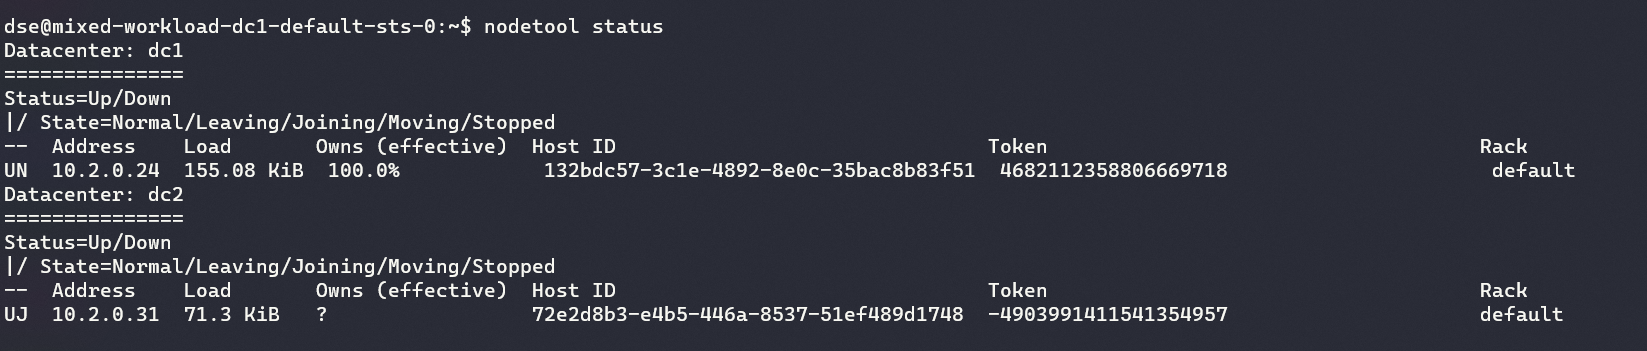 dse@mixed-workload-dc1-default-sts-0:~$ nodetool status
Datacenter: dc1
===============
Status=Up/Down
|/ State=Normal/Leaving/Joining/Moving/Stopped
--  Address    Load       Owns (effective)  Host ID                               Token                                    Rack
UN  10.2.0.24  155.08 KiB  100.0%            132bdc57-3c1e-4892-8e0c-35bac8b83f51  4682112358806669718                      default
Datacenter: dc2
===============
Status=Up/Down
|/ State=Normal/Leaving/Joining/Moving/Stopped
--  Address    Load       Owns (effective)  Host ID                               Token                                    Rack
UJ  10.2.0.31  71.3 KiB   ?                 72e2d8b3-e4b5-446a-8537-51ef489d1748  -4903991411541354957                     default